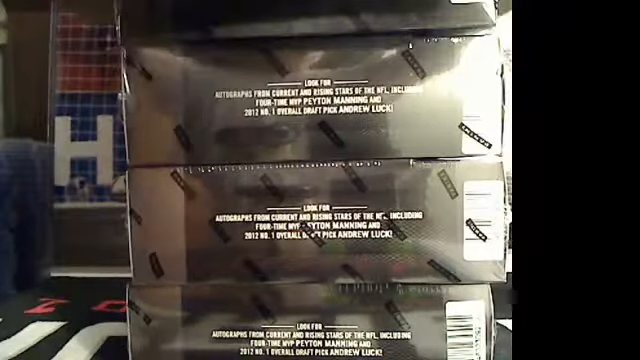 LOOK FOR
AUTOGRAPHS FROM CURRENT AND RISING STARS OF THE NFL, INCLUDING
FOUR-TIME MVP PEYTON MANNING AND
2012 NO. 1 OVERALL DRAFT PICK ANDREW LUCK!
LOOK FOR
AUTOGRAPHS FROM CURRENT AND RISING STARS OF THE NFL, INCLUDING
FOUR-TIME MVP PEYTON MANNING AND
2012 NO. 1 OVERALL DRAFT PICK ANDREW LUCK!
LOOK FOR
AUTOGRAPHS FROM CURRENT AND RISING STARS OF THE NFL, INCLUDING
FOUR-TIME MVP PEYTON MANNING AND
2012 NO. 1 OVERALL DRAFT PICK ANDREW LUCK!
H